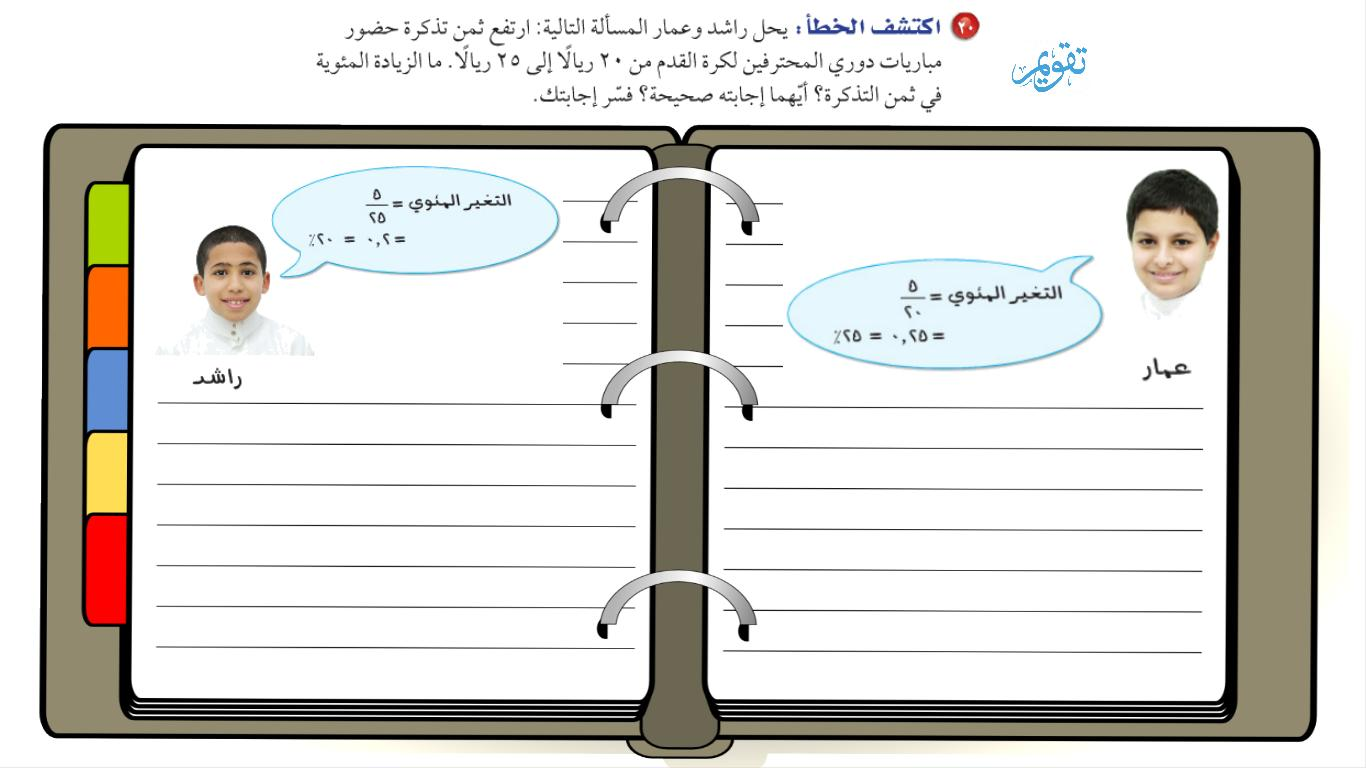 ٢٠ اكتشف الخطأ: يحل راشد وعمار المسألة التالية: ارتفع ثمن تذكرة حضور
مباريات دوري المحترفين لكرة القدم من ٢٠ ريالًا إلى ٢٥ ريالًا. ما الزيادة المئوية
في ثمن التذكرة؟ أيّهما إجابته صحيحة؟ فسّر إجابتك.
تقويم
التغير المئوي = ٥/٢٠
= ٠,٢٥ = ٢٥٪
عمار
التغير المئوي = ٥/٢٥
= ٠,٢ = ٢٠٪
راشد